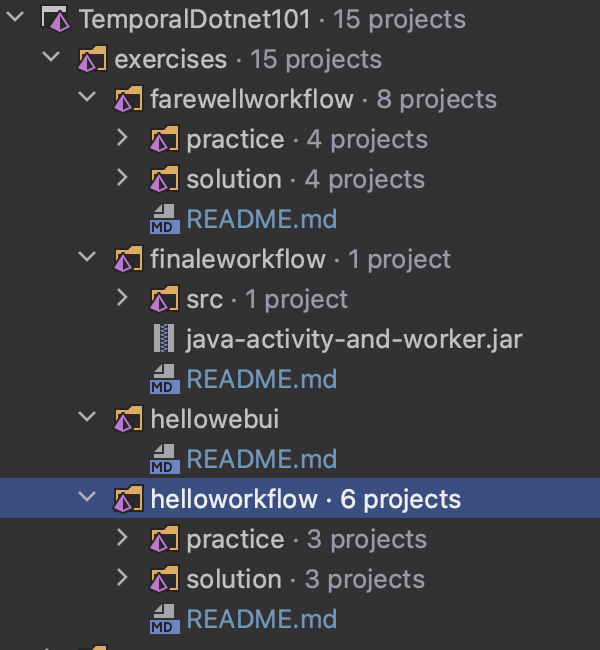 TemporalDotnet101 · 15 projects
exercises · 15 projects
farewellworkflow · 8 projects
practice · 4 projects
solution · 4 projects
MD README.md
finaleworkflow · 1 project
src · 1 project
java-activity-and-worker.jar
MD README.md
hellowebui
MD README.md
helloworkflow · 6 projects
practice · 3 projects
solution · 3 projects
MD README.md